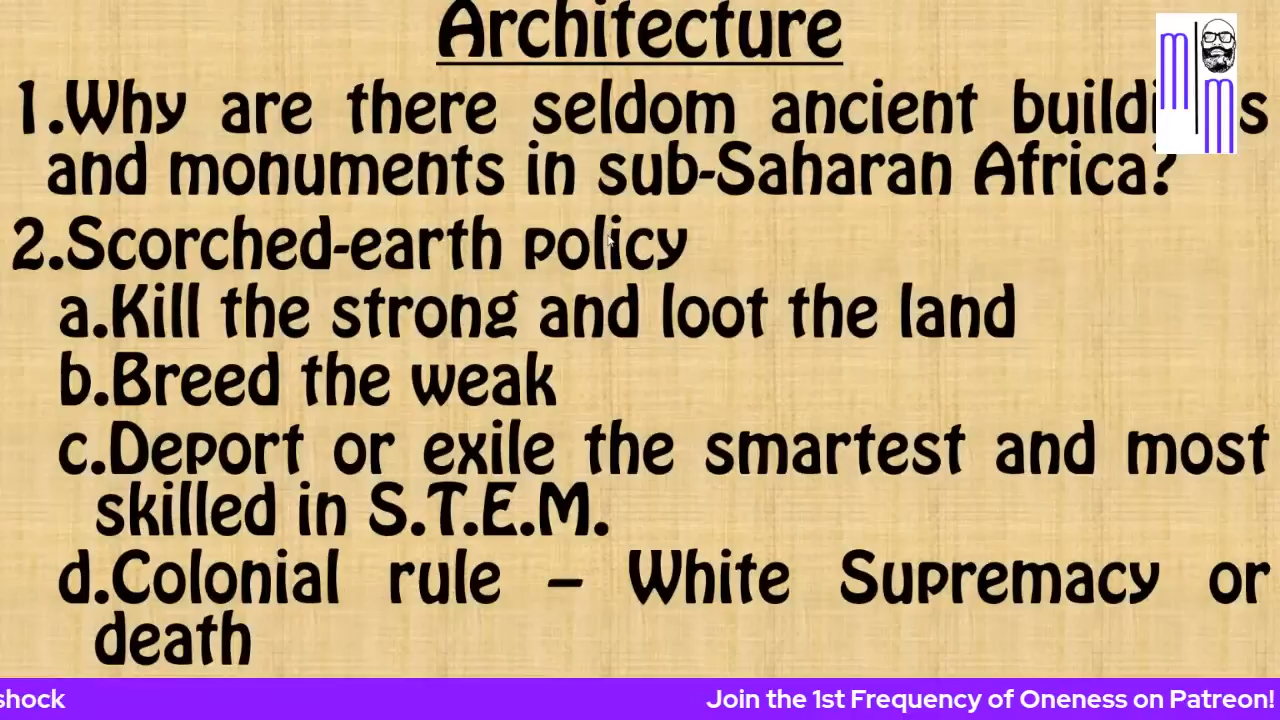 Architecture
1.Why are there seldom ancient
and monuments in sub-Saharan Africa?
2.Scorched-earth policy
a.Kill the strong and loot the land
b.Breed the weak
c.Deport or exile the smartest and most
skilled in S.T.E.M.
d.Colonial rule – White Supremacy or
death
m
m
shock
Join the 1st Frequency of Oneness on Patreon!